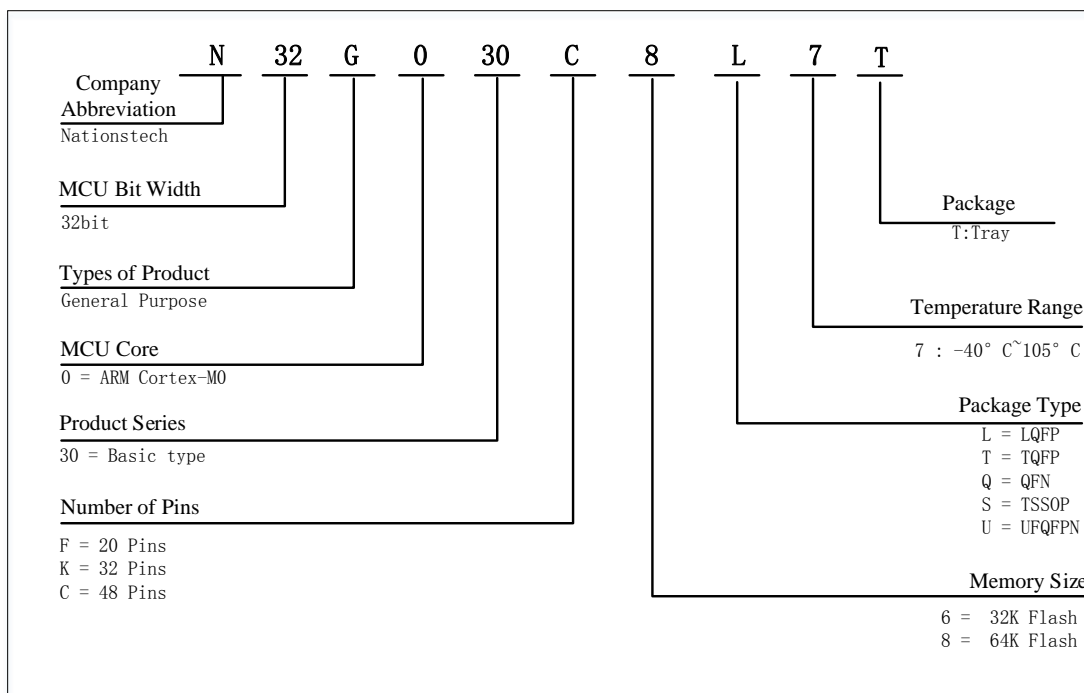 N 32 G 0 30 C 8 L 7 T
Company
Abbreviation
Nationstech
MCU Bit Width
32bit
Types of Product
General Purpose
MCU Core
0 = ARM Cortex-M0
Product Series
30 = Basic type
Number of Pins
F = 20 Pins
K = 32 Pins
C = 48 Pins
Package
T:Tray
Temperature Range
7 : -40° C~105° C
Package Type
L = LQFP
T = TQFP
Q = QFN
S = TSSOP
U = UFQFPN
Memory Size
6 = 32K Flash
8 = 64K Flash